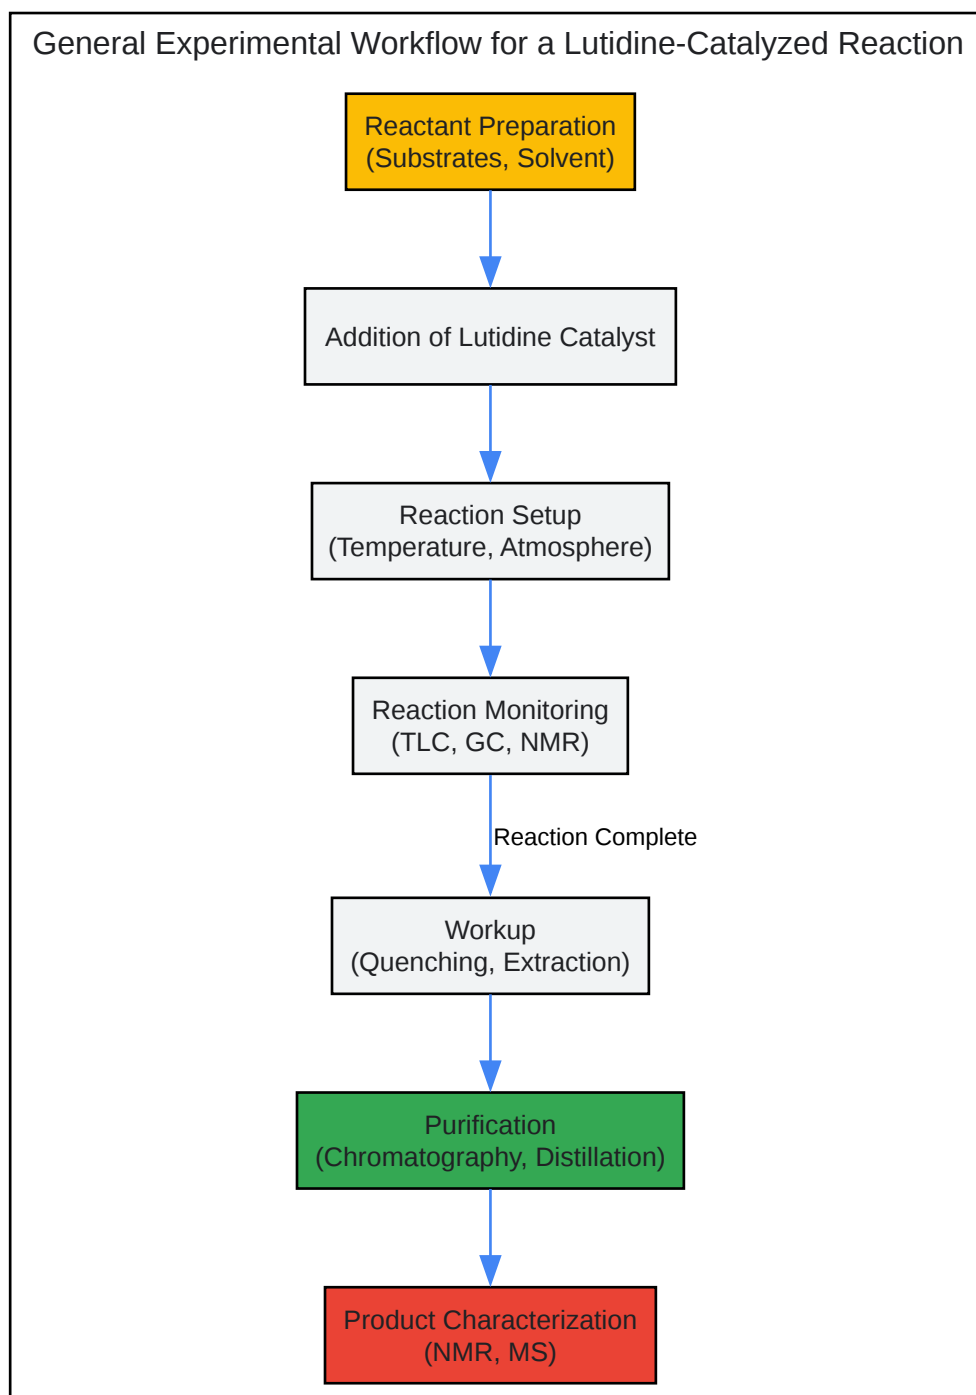 General Experimental Workflow for a Lutidine-Catalyzed Reaction
Reactant Preparation
(Substrates, Solvent)
Addition of Lutidine Catalyst
Reaction Setup
(Temperature, Atmosphere)
Reaction Monitoring
(TLC, GC, NMR)
Reaction Complete
Workup
(Quenching, Extraction)
Purification
(Chromatography, Distillation)
Product Characterization
(NMR, MS)